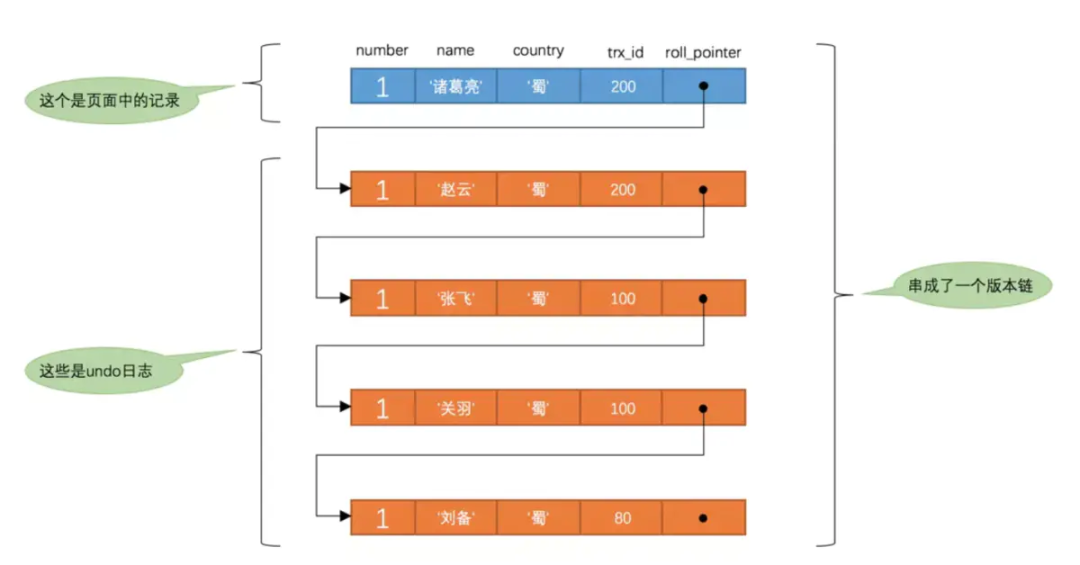 number name country trx_id roll_pointer
1 '诸葛亮' '蜀' 200
这个是页面中的记录
1 '赵云' '蜀' 200
1 '张飞' '蜀' 100
串成了一个版本链
这些是undo日志
1 '关羽' '蜀' 100
1 '刘备' '蜀' 80